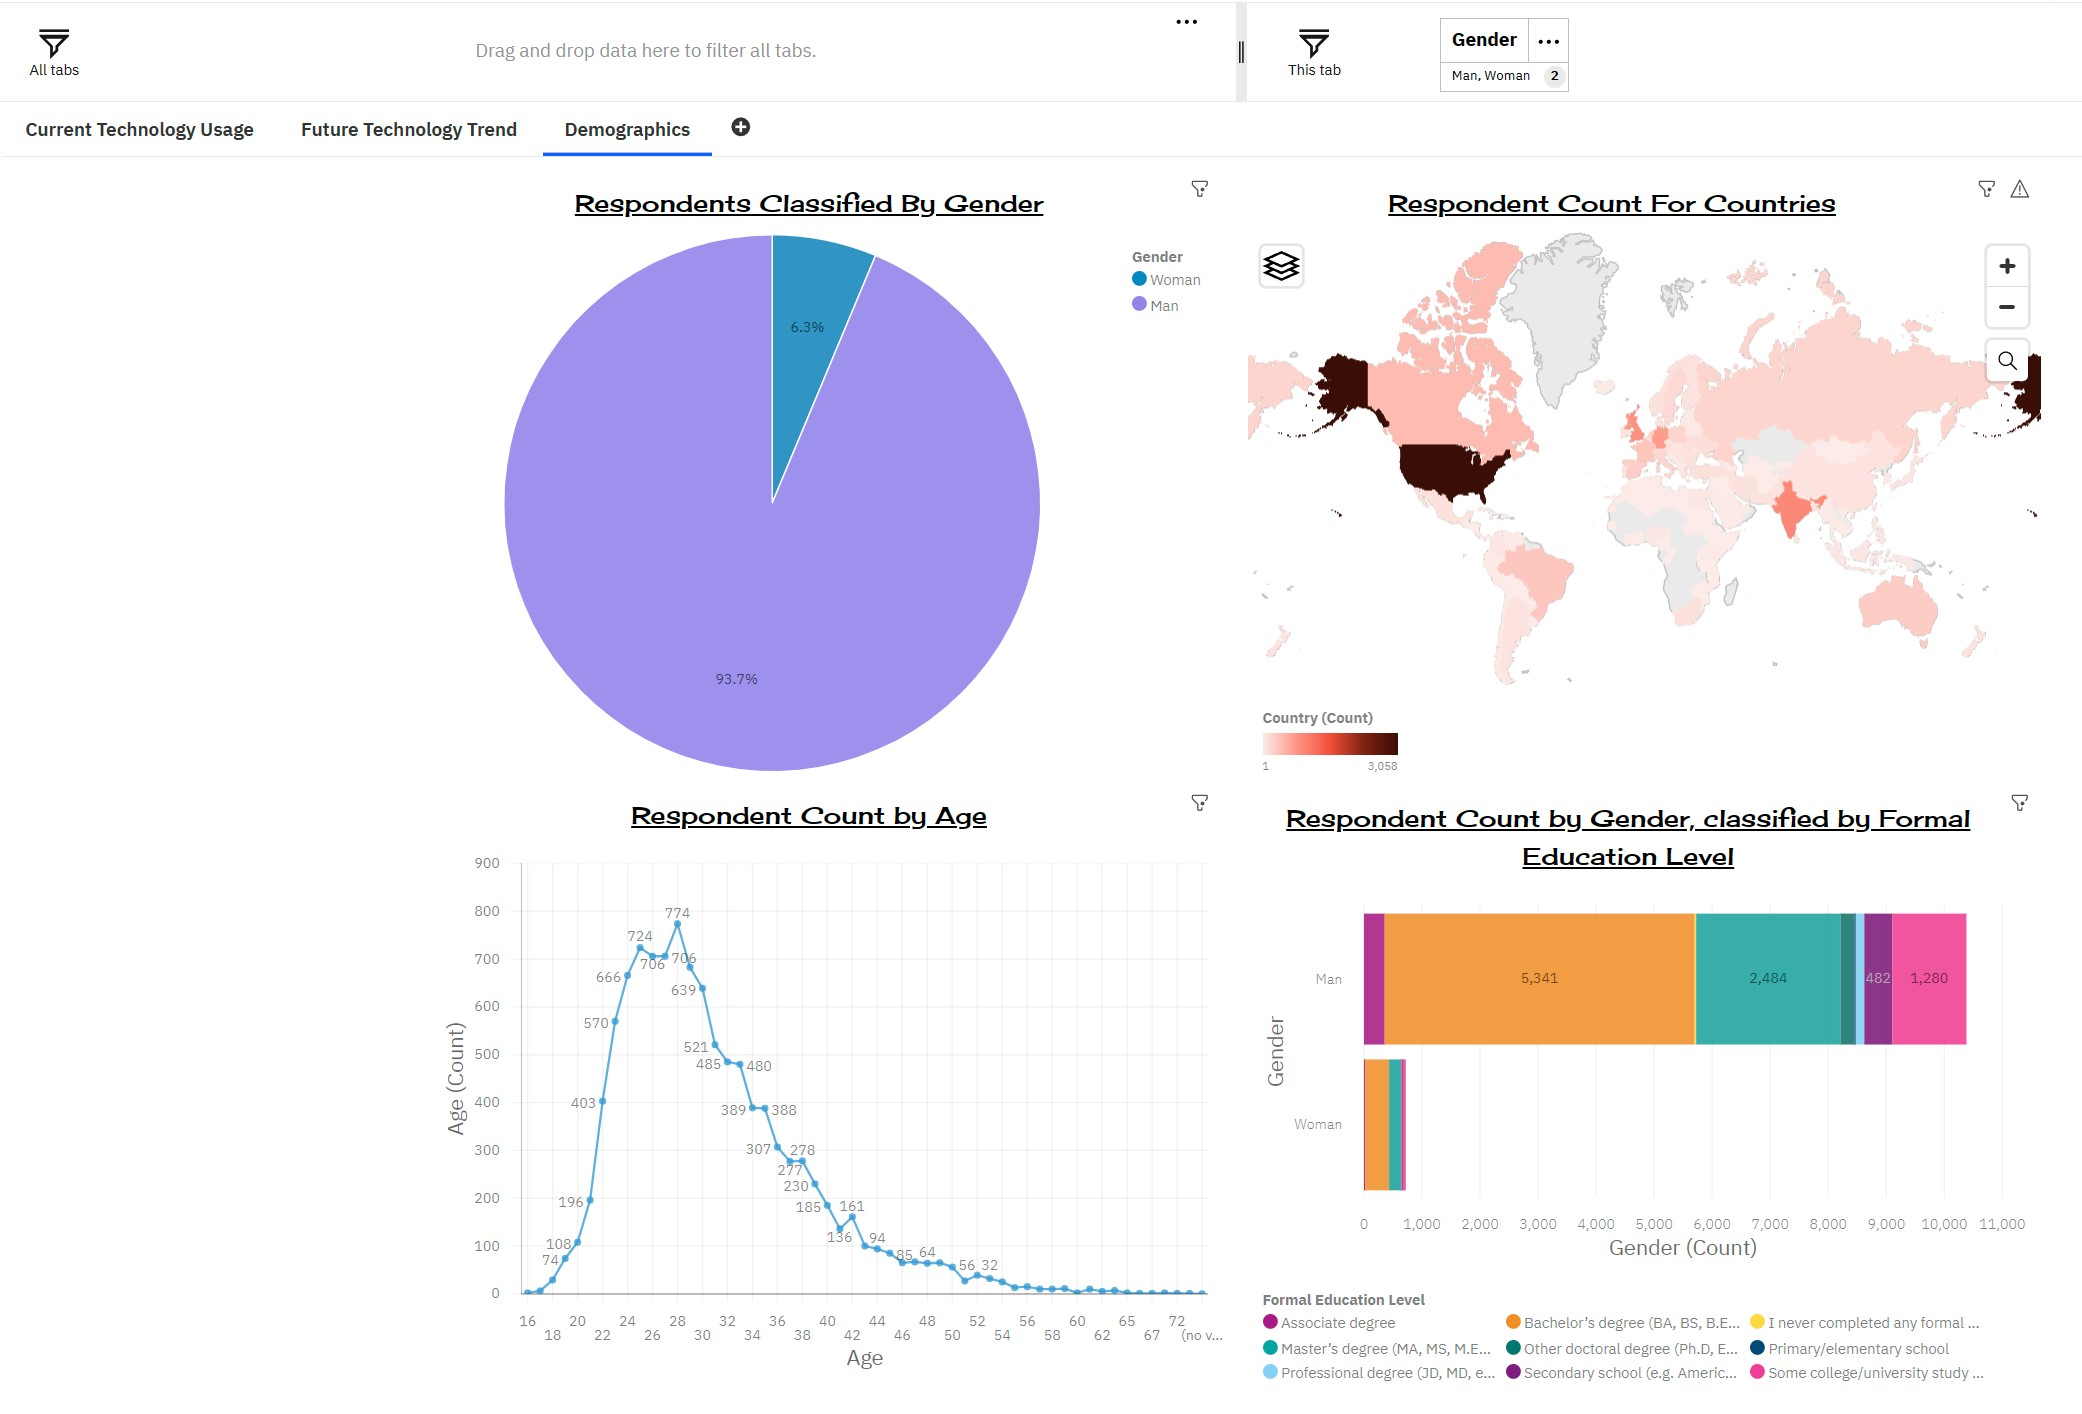 All tabs
Drag and drop data here to filter all tabs.
This tab
Gender
Man, Woman 2
Current Technology Usage
Future Technology Trend
Demographics
Respondents Classified By Gender
Gender
Woman
Man
6.3%
93.7%
Respondent Count For Countries
Country (Count)
1
3,058
Respondent Count by Age
Age (Count)
900
800
700
600
500
400
300
200
100
0
74
108
196
403
570
666
724
706
774
706
639
521
485
480
389
388
307
277
278
230
185
136
161
94
85
64
56
32
16 20 24 28 32 36 40 44 48 52 56 60 65 72
18 22 26 30 34 38 42 46 50 54 58 62 67 (no v...
Age
Respondent Count by Gender, classified by Formal
Education Level
Gender
Man
5,341
2,484
482
1,280
Woman
0 1,000 2,000 3,000 4,000 5,000 6,000 7,000 8,000 9,000 10,000 11,000
Gender (Count)
Formal Education Level
Associate degree
Bachelor’s degree (BA, BS, B.E...
I never completed any formal ...
Master’s degree (MA, MS, M.E...
Other doctoral degree (Ph.D, E...
Primary/elementary school
Professional degree (JD, MD, e...
Secondary school (e.g. Americ...
Some college/university study ...